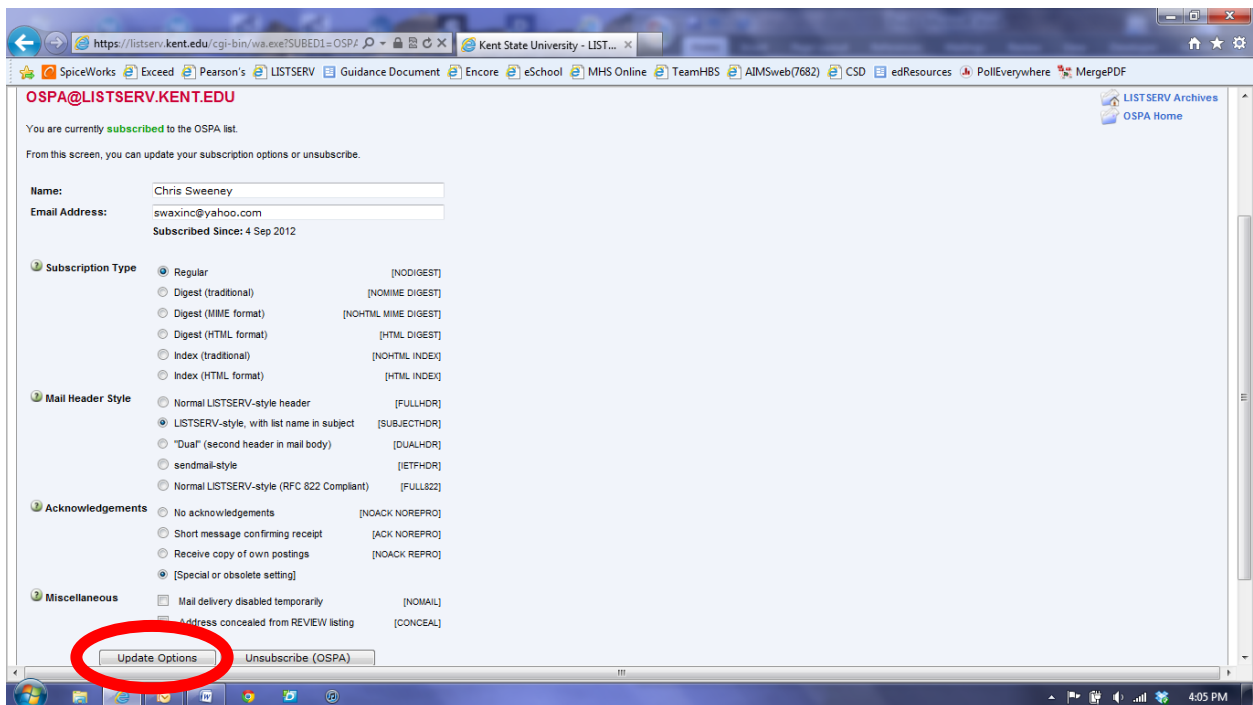 https://listserv.kent.edu/cgi-bin/wa.exe?SUBED1=OSPA
Kent State University - LIST...
SpiceWorks Exceed Pearson's LISTSERV Guidance Document Encore eSchool MHS Online TeamHBS AIMSweb(7682) CSD edResources PollEverywhere MergePDF
OSPA@LISTSERV.KENT.EDU
LISTSERV Archives
OSPA Home
You are currently subscribed to the OSPA list.
From this screen, you can update your subscription options or unsubscribe.
Name: Chris Sweeney
Email Address: swaxinc@yahoo.com
Subscribed Since: 4 Sep 2012
Subscription Type Regular [NODIGEST]
Digest (traditional) [NOMIME DIGEST]
Digest (MIME format) [NOHTML MIME DIGEST]
Digest (HTML format) [HTML DIGEST]
Index (traditional) [NOHTML INDEX]
Index (HTML format) [HTML INDEX]
Mail Header Style Normal LISTSERV-style header [FULLHDR]
LISTSERV-style, with list name in subject [SUBJECTHDR]
"Dual" (second header in mail body) [DUALHDR]
sendmail-style [IETFHDR]
Normal LISTSERV-style (RFC 822 Compliant) [FULL822]
Acknowledgements No acknowledgements [NOACK NOREPRO]
Short message confirming receipt [ACK NOREPRO]
Receive copy of own postings [NOACK REPRO]
[Special or obsolete setting]
Miscellaneous Mail delivery disabled temporarily [NOMAIL]
Address concealed from REVIEW listing [CONCEAL]
Update Options Unsubscribe (OSPA)
4:05 PM